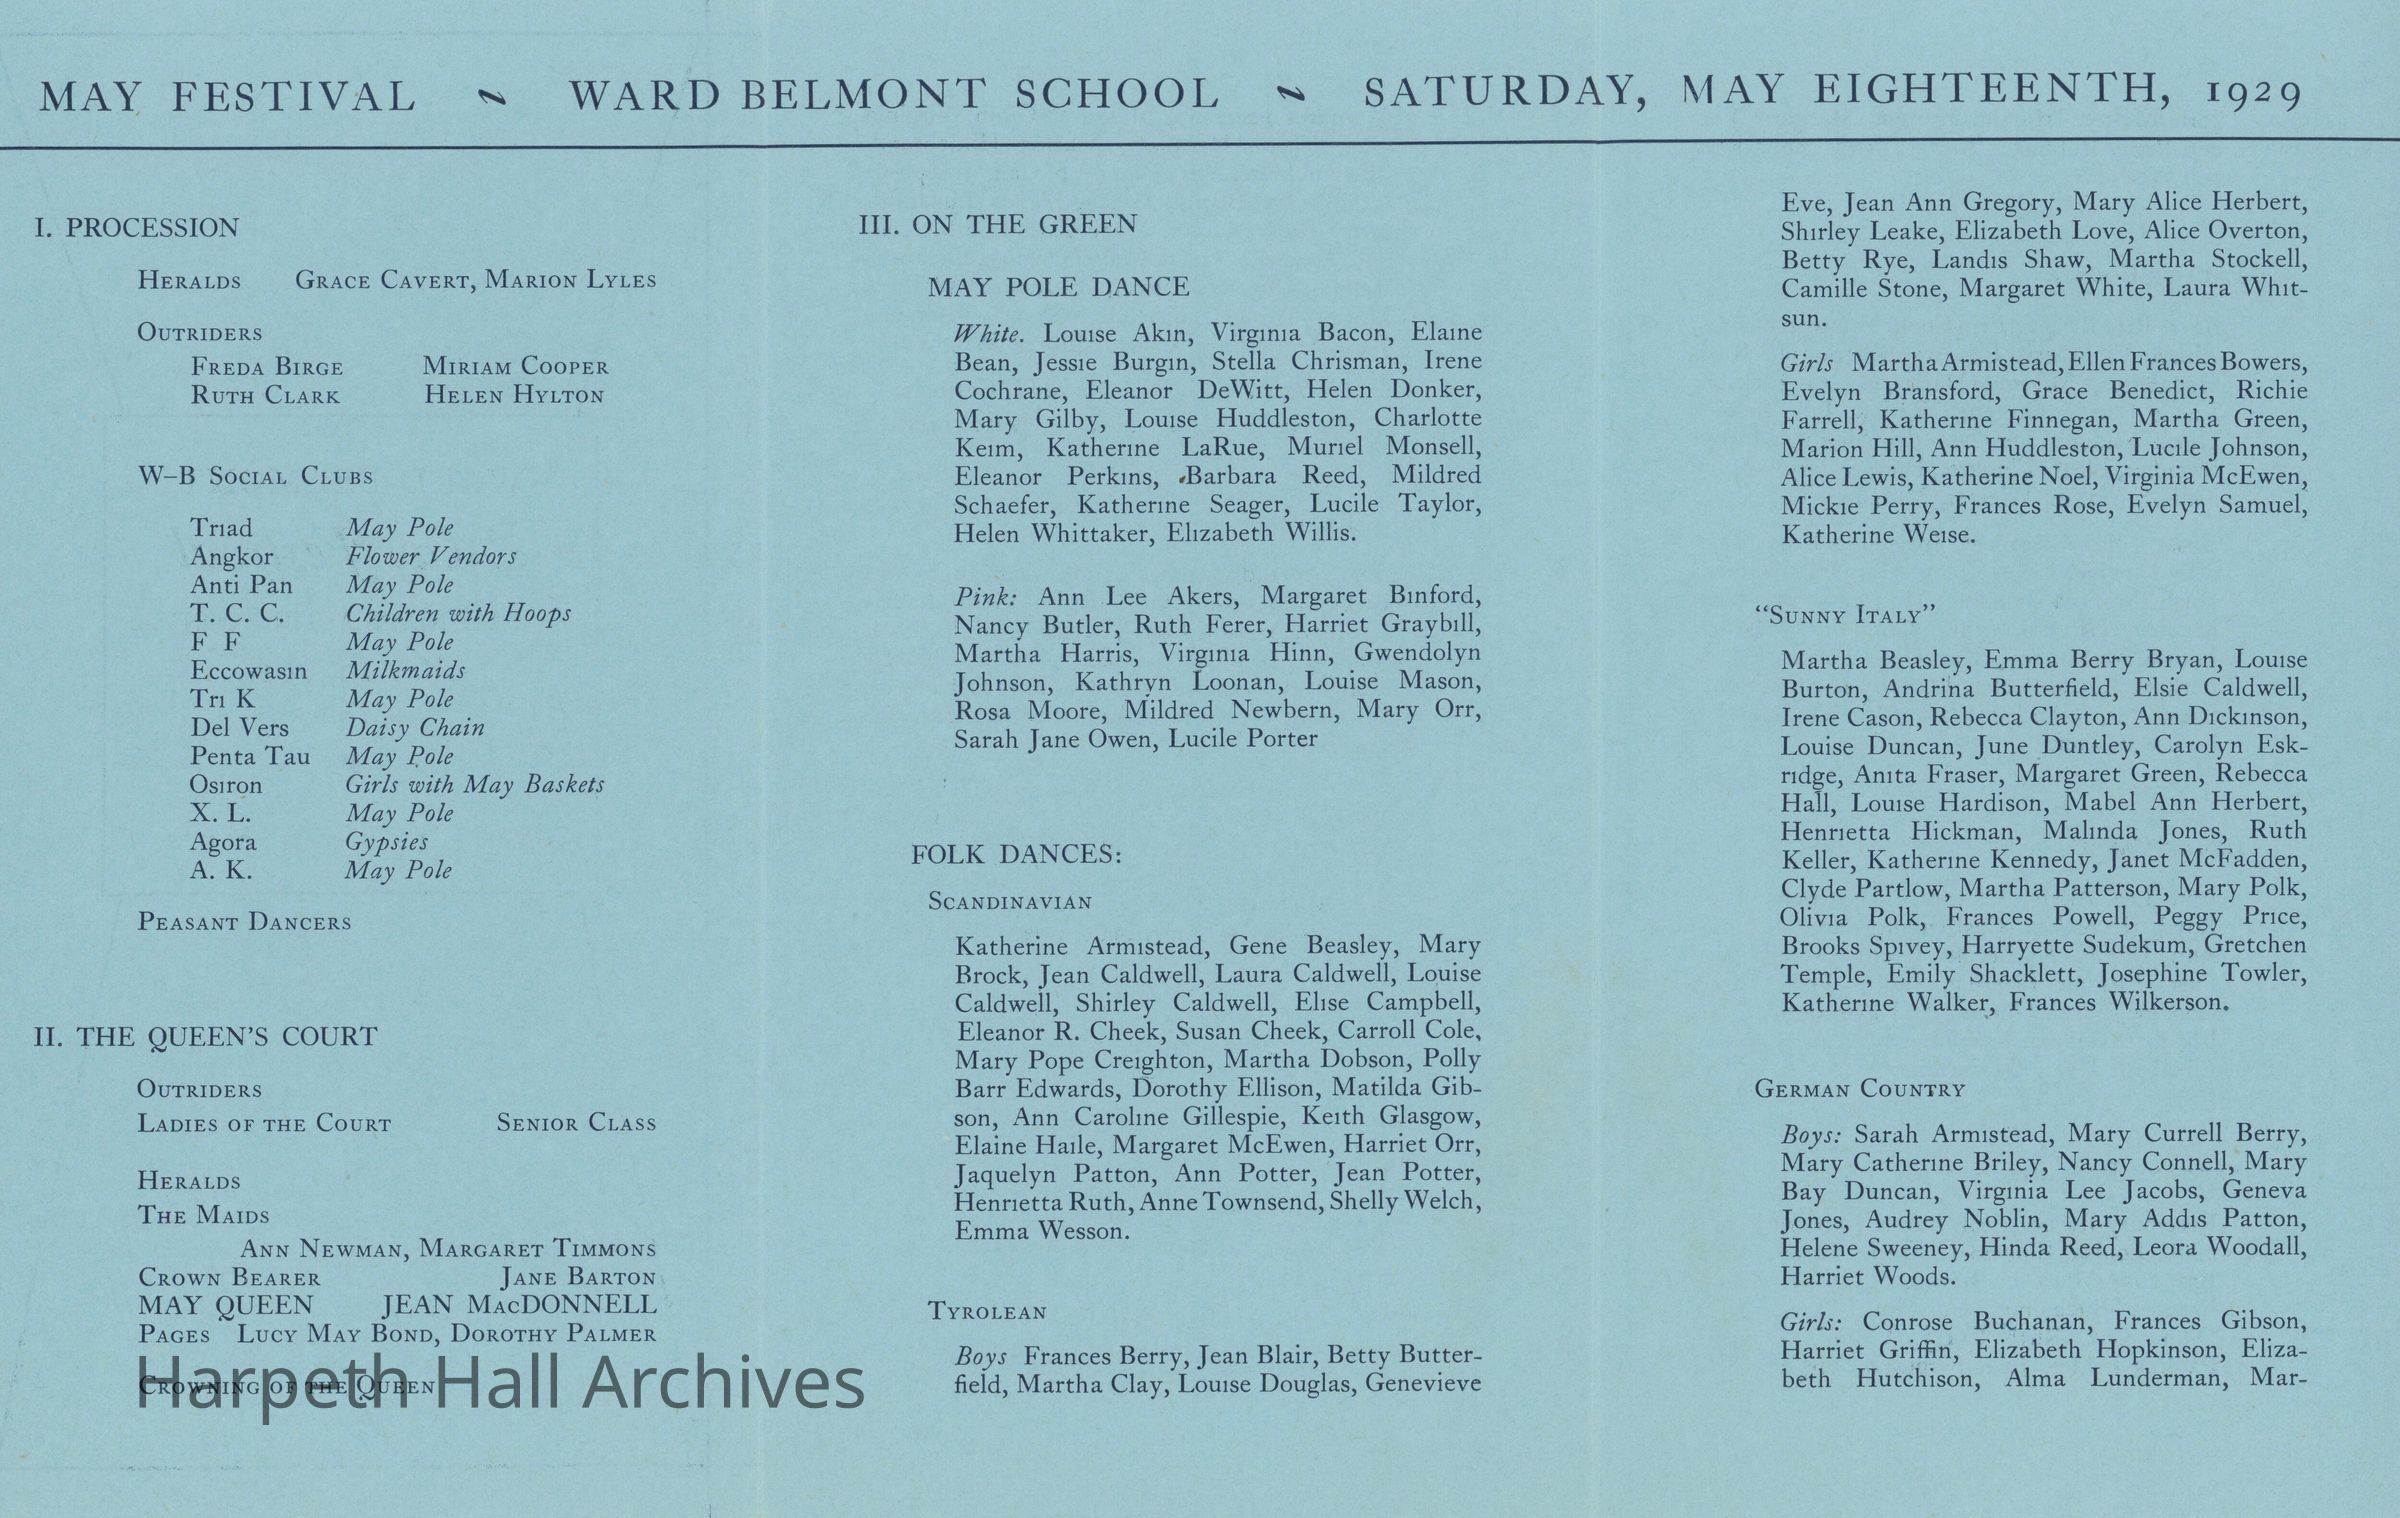 MAY FESTIVAL ~ WARD BELMONT SCHOOL ~ SATURDAY, MAY EIGHTEENTH, 1929
I. PROCESSION
HERALDS GRACE CAVERT, MARION LYLES
OUTRIDERS
FREDA BIRGE MIRIAM COOPER
RUTH CLARK HELEN HYLTON
W–B SOCIAL CLUBS
Triad May Pole
Angkor Flower Vendors
Anti Pan May Pole
T. C. C. Children with Hoops
F F May Pole
Eccowasin Milkmaids
Tri K May Pole
Del Vers Daisy Chain
Penta Tau May Pole
Osiron Girls with May Baskets
X. L. May Pole
Agora Gypsies
A. K. May Pole
PEASANT DANCERS
II. THE QUEEN'S COURT
OUTRIDERS
LADIES OF THE COURT SENIOR CLASS
HERALDS
THE MAIDS
ANN NEWMAN, MARGARET TIMMONS
CROWN BEARER JANE BARTON
MAY QUEEN JEAN MACDONNELL
PAGES LUCY MAY BOND, DOROTHY PALMER
CROWNING OF THE QUEEN
Harpeth Hall Archives
III. ON THE GREEN
MAY POLE DANCE
White. Louise Akin, Virginia Bacon, Elaine
Bean, Jessie Burgin, Stella Chrisman, Irene
Cochrane, Eleanor DeWitt, Helen Donker,
Mary Gilby, Louise Huddleston, Charlotte
Keim, Katherine LaRue, Muriel Monsell,
Eleanor Perkins, Barbara Reed, Mildred
Schaefer, Katherine Seager, Lucile Taylor,
Helen Whittaker, Elizabeth Willis.
Pink: Ann Lee Akers, Margaret Binford,
Nancy Butler, Ruth Ferer, Harriet Graybill,
Martha Harris, Virginia Hinn, Gwendolyn
Johnson, Kathryn Loonan, Louise Mason,
Rosa Moore, Mildred Newbern, Mary Orr,
Sarah Jane Owen, Lucile Porter
FOLK DANCES:
SCANDINAVIAN
Katherine Armistead, Gene Beasley, Mary
Brock, Jean Caldwell, Laura Caldwell, Louise
Caldwell, Shirley Caldwell, Elise Campbell,
Eleanor R. Cheek, Susan Cheek, Carroll Cole,
Mary Pope Creighton, Martha Dobson, Polly
Barr Edwards, Dorothy Ellison, Matilda Gib-
son, Ann Caroline Gillespie, Keith Glasgow,
Elaine Haile, Margaret McEwen, Harriet Orr,
Jaquelyn Patton, Ann Potter, Jean Potter,
Henrietta Ruth, Anne Townsend, Shelly Welch,
Emma Wesson.
TYROLEAN
Boys Frances Berry, Jean Blair, Betty Butter-
field, Martha Clay, Louise Douglas, Genevieve
Eve, Jean Ann Gregory, Mary Alice Herbert,
Shirley Leake, Elizabeth Love, Alice Overton,
Betty Rye, Landis Shaw, Martha Stockell,
Camille Stone, Margaret White, Laura Whit-
sun.
Girls Martha Armistead, Ellen Frances Bowers,
Evelyn Bransford, Grace Benedict, Richie
Farrell, Katherine Finnegan, Martha Green,
Marion Hill, Ann Huddleston, Lucile Johnson,
Alice Lewis, Katherine Noel, Virginia McEwen,
Mickie Perry, Frances Rose, Evelyn Samuel,
Katherine Weise.
"SUNNY ITALY"
Martha Beasley, Emma Berry Bryan, Louise
Burton, Andrina Butterfield, Elsie Caldwell,
Irene Cason, Rebecca Clayton, Ann Dickinson,
Louise Duncan, June Duntley, Carolyn Esk-
ridge, Anita Fraser, Margaret Green, Rebecca
Hall, Louise Hardison, Mabel Ann Herbert,
Henrietta Hickman, Malinda Jones, Ruth
Keller, Katherine Kennedy, Janet McFadden,
Clyde Partlow, Martha Patterson, Mary Polk,
Olivia Polk, Frances Powell, Peggy Price,
Brooks Spivey, Harryette Sudekum, Gretchen
Temple, Emily Shacklett, Josephine Towler,
Katherine Walker, Frances Wilkerson.
GERMAN COUNTRY
Boys: Sarah Armistead, Mary Currell Berry,
Mary Catherine Briley, Nancy Connell, Mary
Bay Duncan, Virginia Lee Jacobs, Geneva
Jones, Audrey Noblin, Mary Addis Patton,
Helene Sweeney, Hinda Reed, Leora Woodall,
Harriet Woods.
Girls: Conrose Buchanan, Frances Gibson,
Harriet Griffin, Elizabeth Hopkinson, Eliza-
beth Hutchison, Alma Lunderman, Mar-